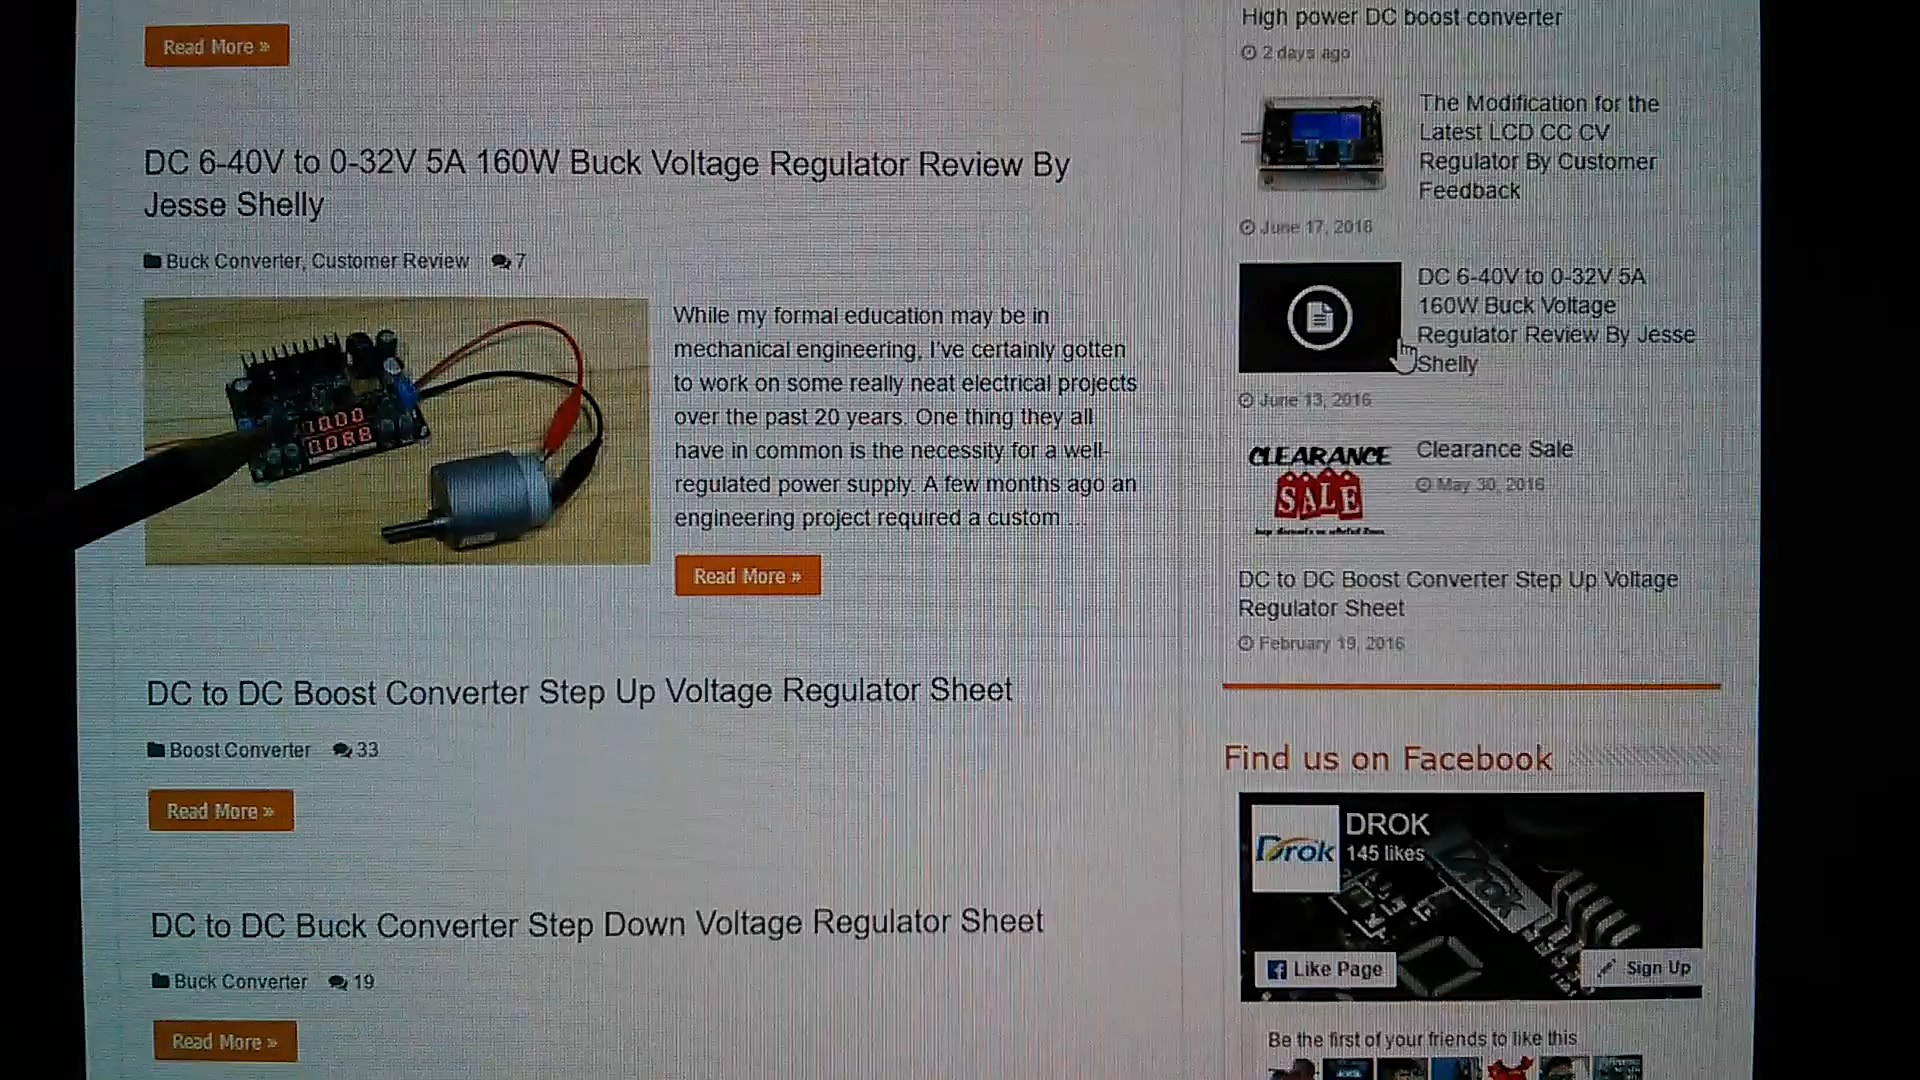 Read More »
DC 6-40V to 0-32V 5A 160W Buck Voltage Regulator Review By
Jesse Shelly
Buck Converter, Customer Review 7
1000
0.088
While my formal education may be in
mechanical engineering, I've certainly gotten
to work on some really neat electrical projects
over the past 20 years. One thing they all
have in common is the necessity for a well-
regulated power supply. A few months ago an
engineering project required a custom ...
Read More »
DC to DC Boost Converter Step Up Voltage Regulator Sheet
Boost Converter 33
Read More »
DC to DC Buck Converter Step Down Voltage Regulator Sheet
Buck Converter 19
Read More »
High power DC boost converter
2 days ago
The Modification for the
Latest LCD CC CV
Regulator By Customer
Feedback
June 17, 2016
DC 6-40V to 0-32V 5A
160W Buck Voltage
Regulator Review By Jesse
Shelly
June 13, 2016
CLEARANCE
SALE
Clearance Sale
May 30, 2016
DC to DC Boost Converter Step Up Voltage
Regulator Sheet
February 19, 2016
Find us on Facebook
Drok
DROK
145 likes
Drok
Like Page
Sign Up
Be the first of your friends to like this